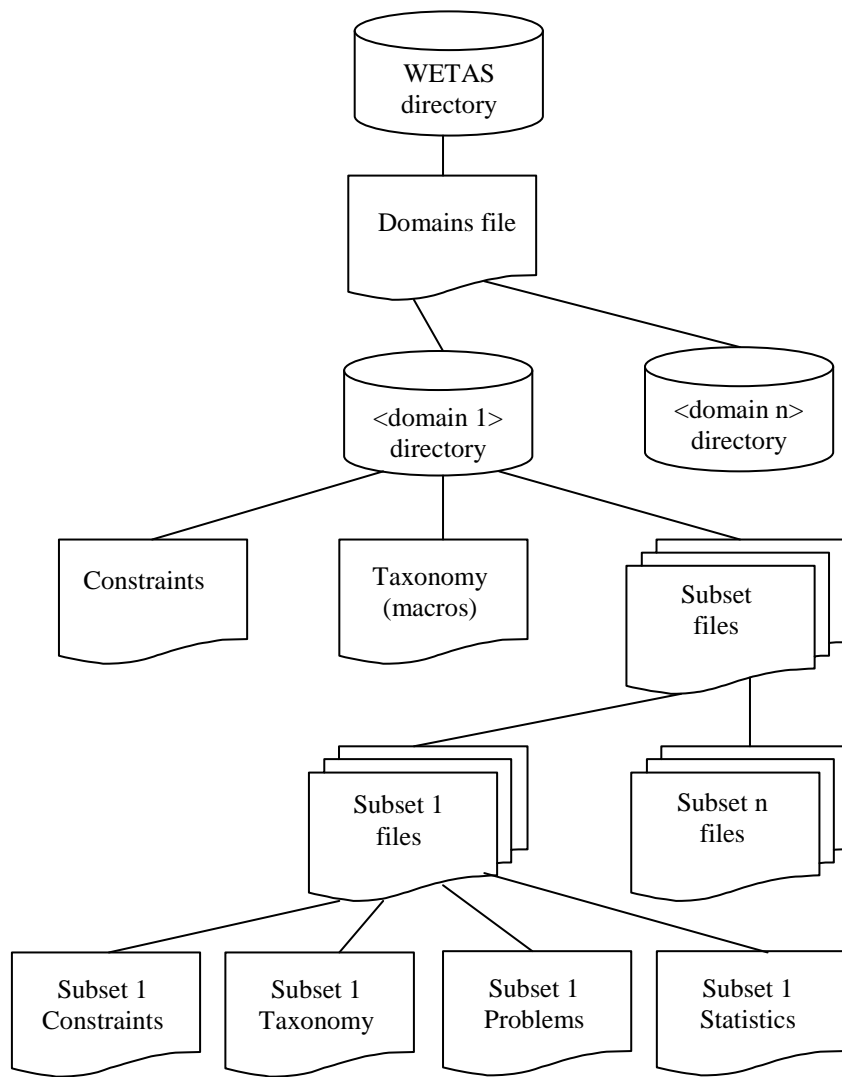 WETAS
directory
Domains file
<domain 1>
directory
<domain n>
directory
Constraints
Taxonomy
(macros)
Subset
files
Subset 1
files
Subset n
files
Subset 1
Constraints
Subset 1
Taxonomy
Subset 1
Problems
Subset 1
Statistics